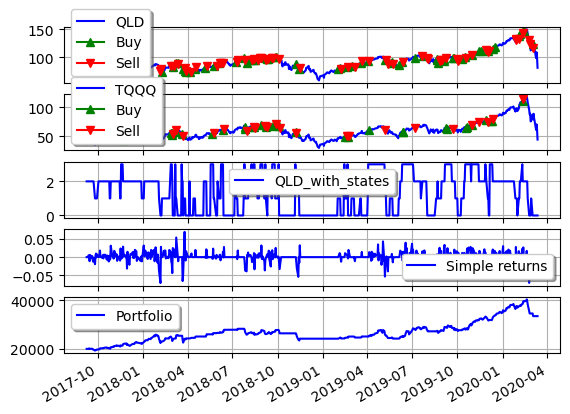 150
100
QLD
Buy
Sell
100
50
TQQQ
Buy
Sell
2
0
QLD_with_states
0.05
0.00
−0.05
Simple returns
40000
20000
Portfolio
2017-10 2018-01 2018-04 2018-07 2018-10 2019-01 2019-04 2019-07 2019-10 2020-01 2020-04